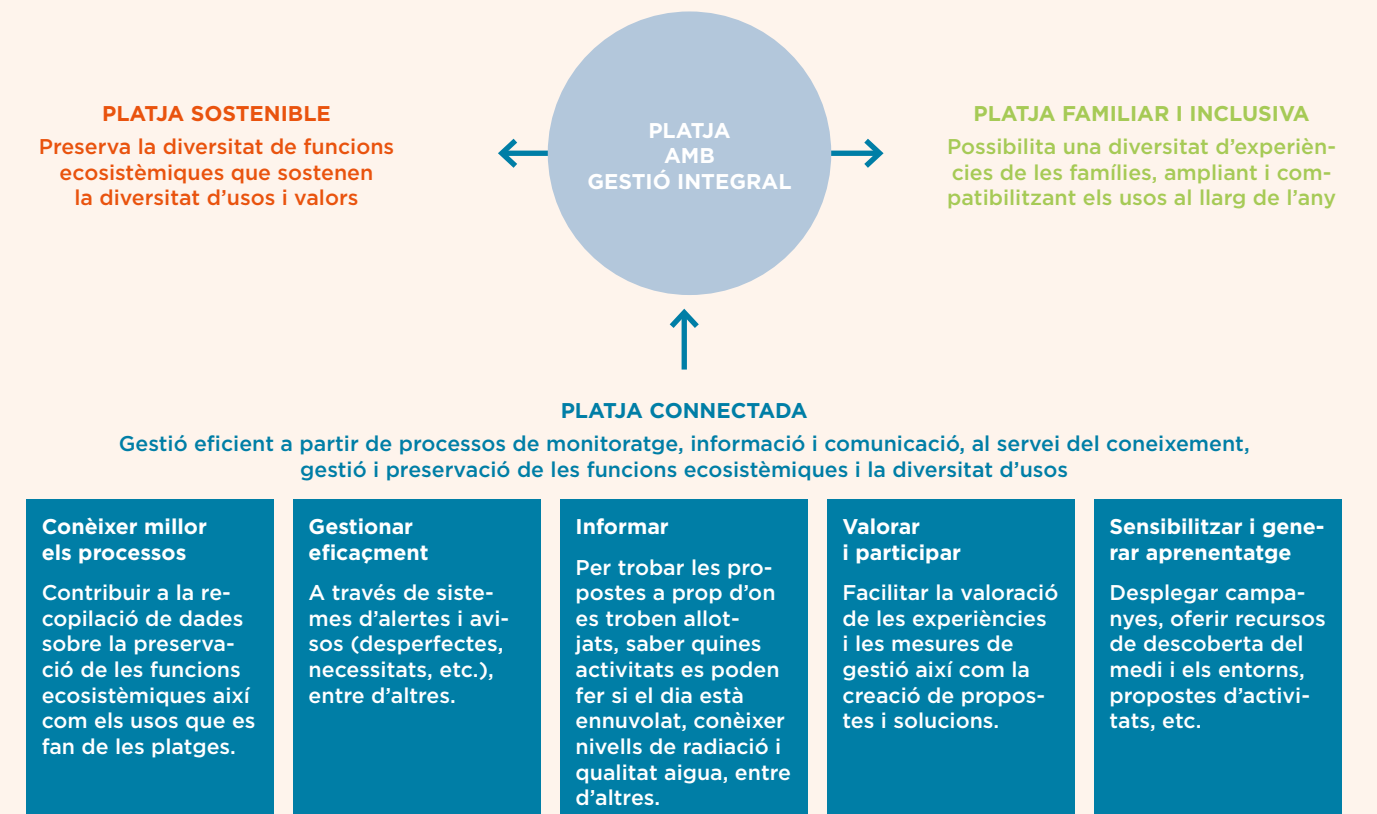 PLATJA SOSTENIBLE
Preserva la diversitat de funcions
ecosistèmiques que sostenen
la diversitat d'usos i valors
PLATJA
AMB
GESTIÓ INTEGRAL
PLATJA FAMILIAR I INCLUSIVA
Possibilita una diversitat d'experièn-
cies de les famílies, ampliant i com-
patibilitzant els usos al llarg de l'any
PLATJA CONNECTADA
Gestió eficient a partir de processos de monitoratge, informació i comunicació, al servei del coneixement,
gestió i preservació de les funcions ecosistèmiques i la diversitat d'usos
Conèixer millor
els processos
Contribuir a la re-
copilació de dades
sobre la preserva-
ció de les funcions
ecosistèmiques així
com els usos que es
fan de les platges.
Gestionar
eficaçment
A través de siste-
mes d'alertes i avi-
sos (desperfectes,
necessitats, etc.),
entre d'altres.
Informar
Per trobar les pro-
postes a prop d'on
es troben allot-
jats, saber quines
activitats es poden
fer si el dia està
ennuvolat, conèixer
nivells de radiació i
qualitat aigua, entre
d'altres.
Valorar
i participar
Facilitar la valoració
de les experiències
i les mesures de
gestió així com la
creació de propos-
tes i solucions.
Sensibilitzar i gene-
rar aprenentatge
Desplegar campa-
nyes, oferir recursos
de descoberta del
medi i els entorns,
propostes d'activi-
tats, etc.